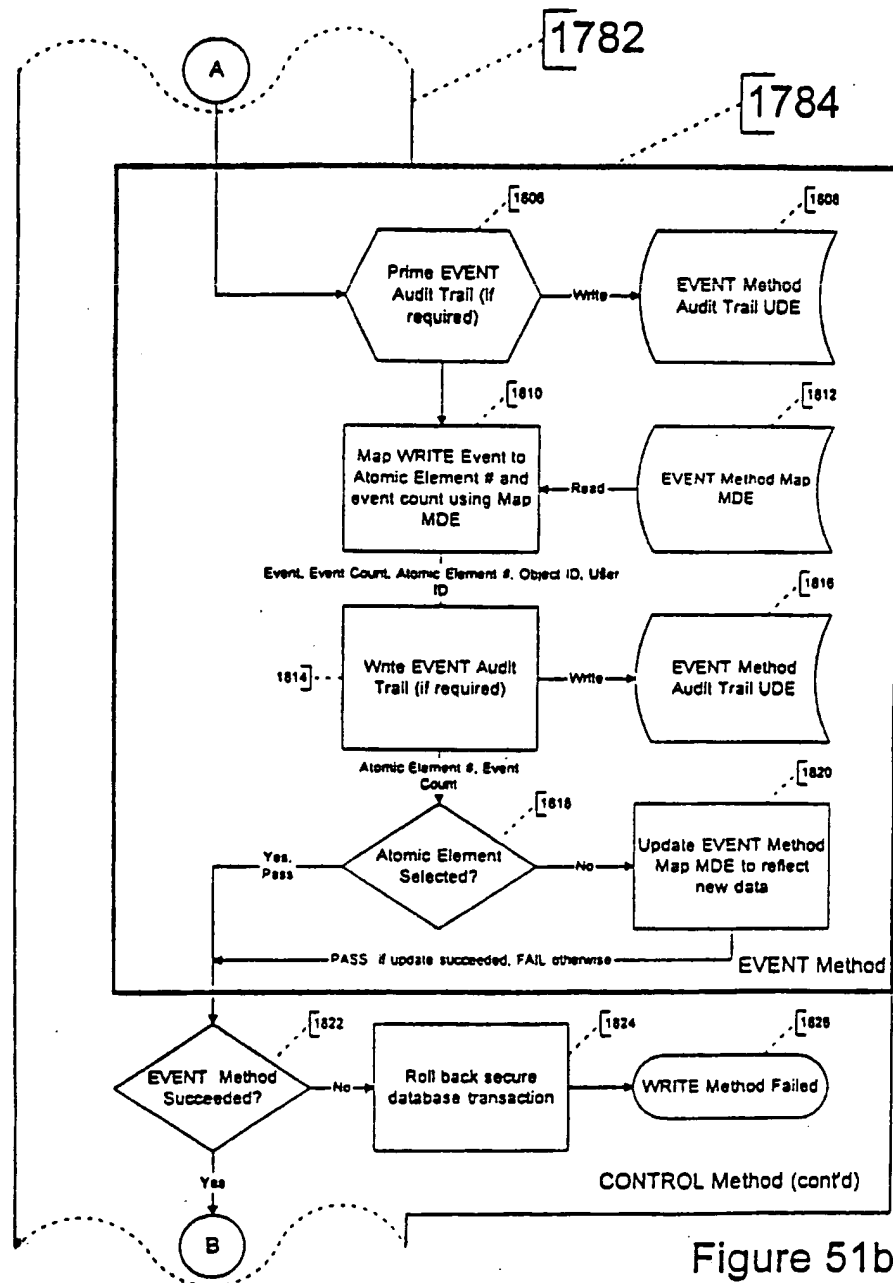 1782
A
1784
1806
1808
Prime EVENT
Audit Trail (if
required)
Write
EVENT Method
Audit Trail UDE
1810
1812
Map WRITE Event to
Atomic Element # and
event count using Map
MDE
Read
EVENT Method Map
MDE
Event, Event Count, Atomic Element #, Object ID, User
ID
1816
1814
Write EVENT Audit
Trail (if required)
Write
EVENT Method
Audit Trail UDE
Atomic Element #, Event
Count
1818
1820
Yes,
Pass
Atomic Element
Selected?
No
Update EVENT Method
Map MDE to reflect
new data
PASS if update succeeded, FAIL otherwise
EVENT Method
1822
1824
1826
EVENT Method
Succeeded?
No
Roll back secure
database transaction
WRITE Method Failed
Yes
CONTROL Method (cont'd)
B
Figure 51b